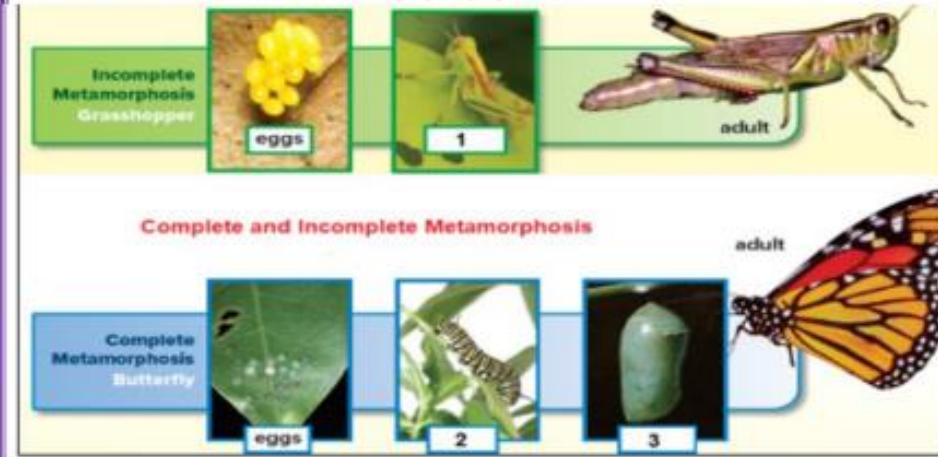 Incomplete
Metamorphosis
Grasshopper
eggs
1
adult
Complete and Incomplete Metamorphosis
adult
Complete
Metamorphosis
Butterfly
eggs
2
3